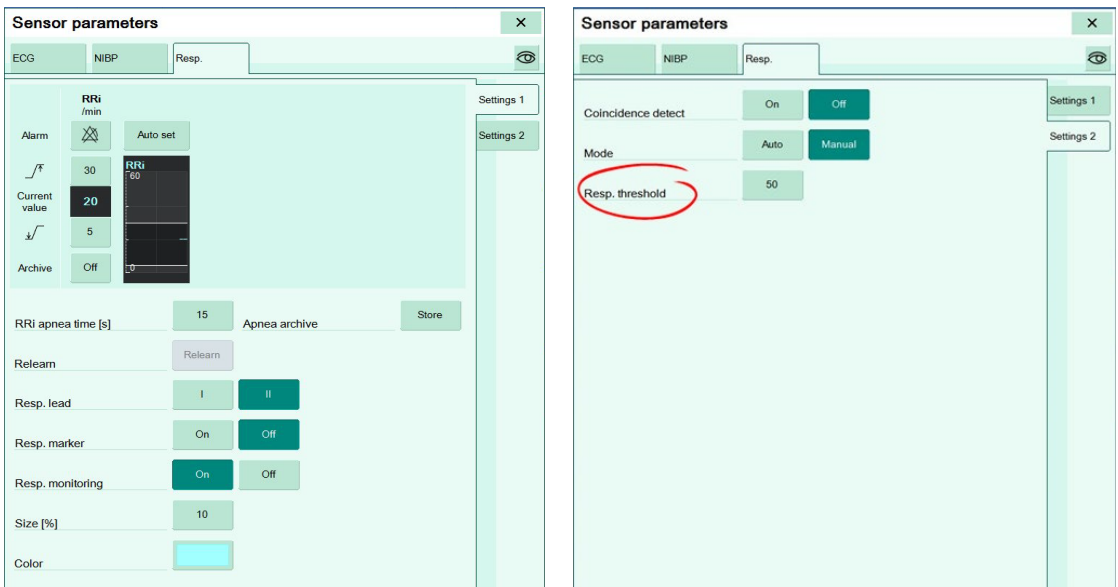 Sensor parameters ×
ECG NIBP Resp.
Settings 1
Settings 2
RRi
/min
Alarm Auto set
30
RRi
60
Current
value
20
5
0
Archive Off
RRi apnea time [s] 15 Apnea archive Store
Relearn Relearn
Resp. lead I II
Resp. marker On Off
Resp. monitoring On Off
Size [%] 10
Color
Sensor parameters ×
ECG NIBP Resp.
Settings 1
Settings 2
Coincidence detect On Off
Mode Auto Manual
Resp. threshold 50